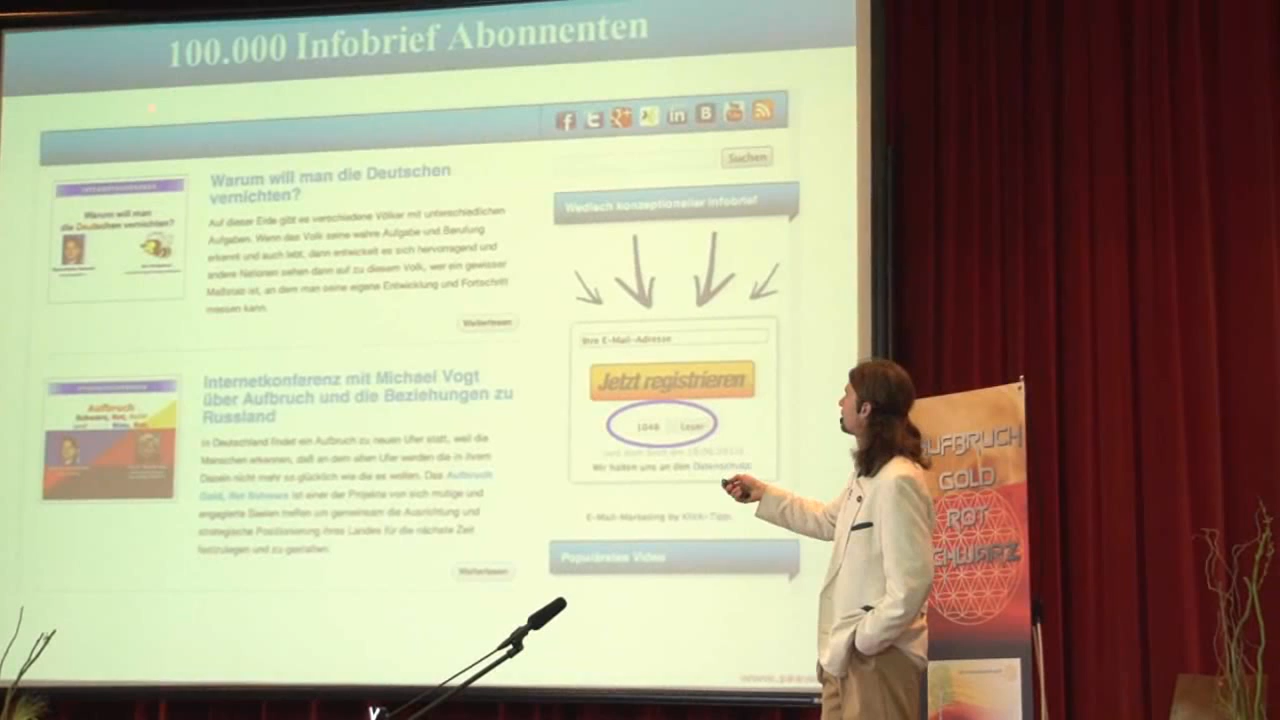 100.000 Infobrief Abonnenten
Suchen
Warum will man die Deutschen
vernichten?
Warum will man
die Deutschen vernichten?
Auf dieser Erde gibt es verschiedene Völker mit unterschiedlichen
Aufgaben. Wenn das Volk seine wahre Aufgabe und Berufung
erkennt und auch lebt, dann entwickelt es sich hervorragend und
andere Nationen sehen dann auf zu diesem Volk, wer ein gewisser
Maßstab ist, an dem man seine eigene Entwicklung und Fortschritt
messen kann.
Weiterlesen
Wedisch konzeptioneller Infobrief
Ihre E-Mail-Adresse
Jetzt registrieren
1048 Leser
Wir halten uns an den Datenschutz
E-Mail-Marketing by Klick-Tipp.
Populärstes Video
Internetkonferenz mit Michael Vogt
über Aufbruch und die Beziehungen zu
Russland
Aufbruch
In Deutschland findet ein Aufbruch zu neuen Ufer statt, weil die
Menschen erkennen, daß an dem alten Ufer werden die in ihrem
Dasein nicht mehr so glücklich wie die es wollen. Das Aufbruch
Gold, Rot Schwarz ist einer der Projekte von sich mutige und
engagierte Seelen treffen um gemeinsam die Ausrichtung und
strategische Positionierung ihres Landes für die nächste Zeit
festzulegen und zu gestalten.
Weiterlesen
AUFBRUCH
GOLD
ROT
SCHWARZ